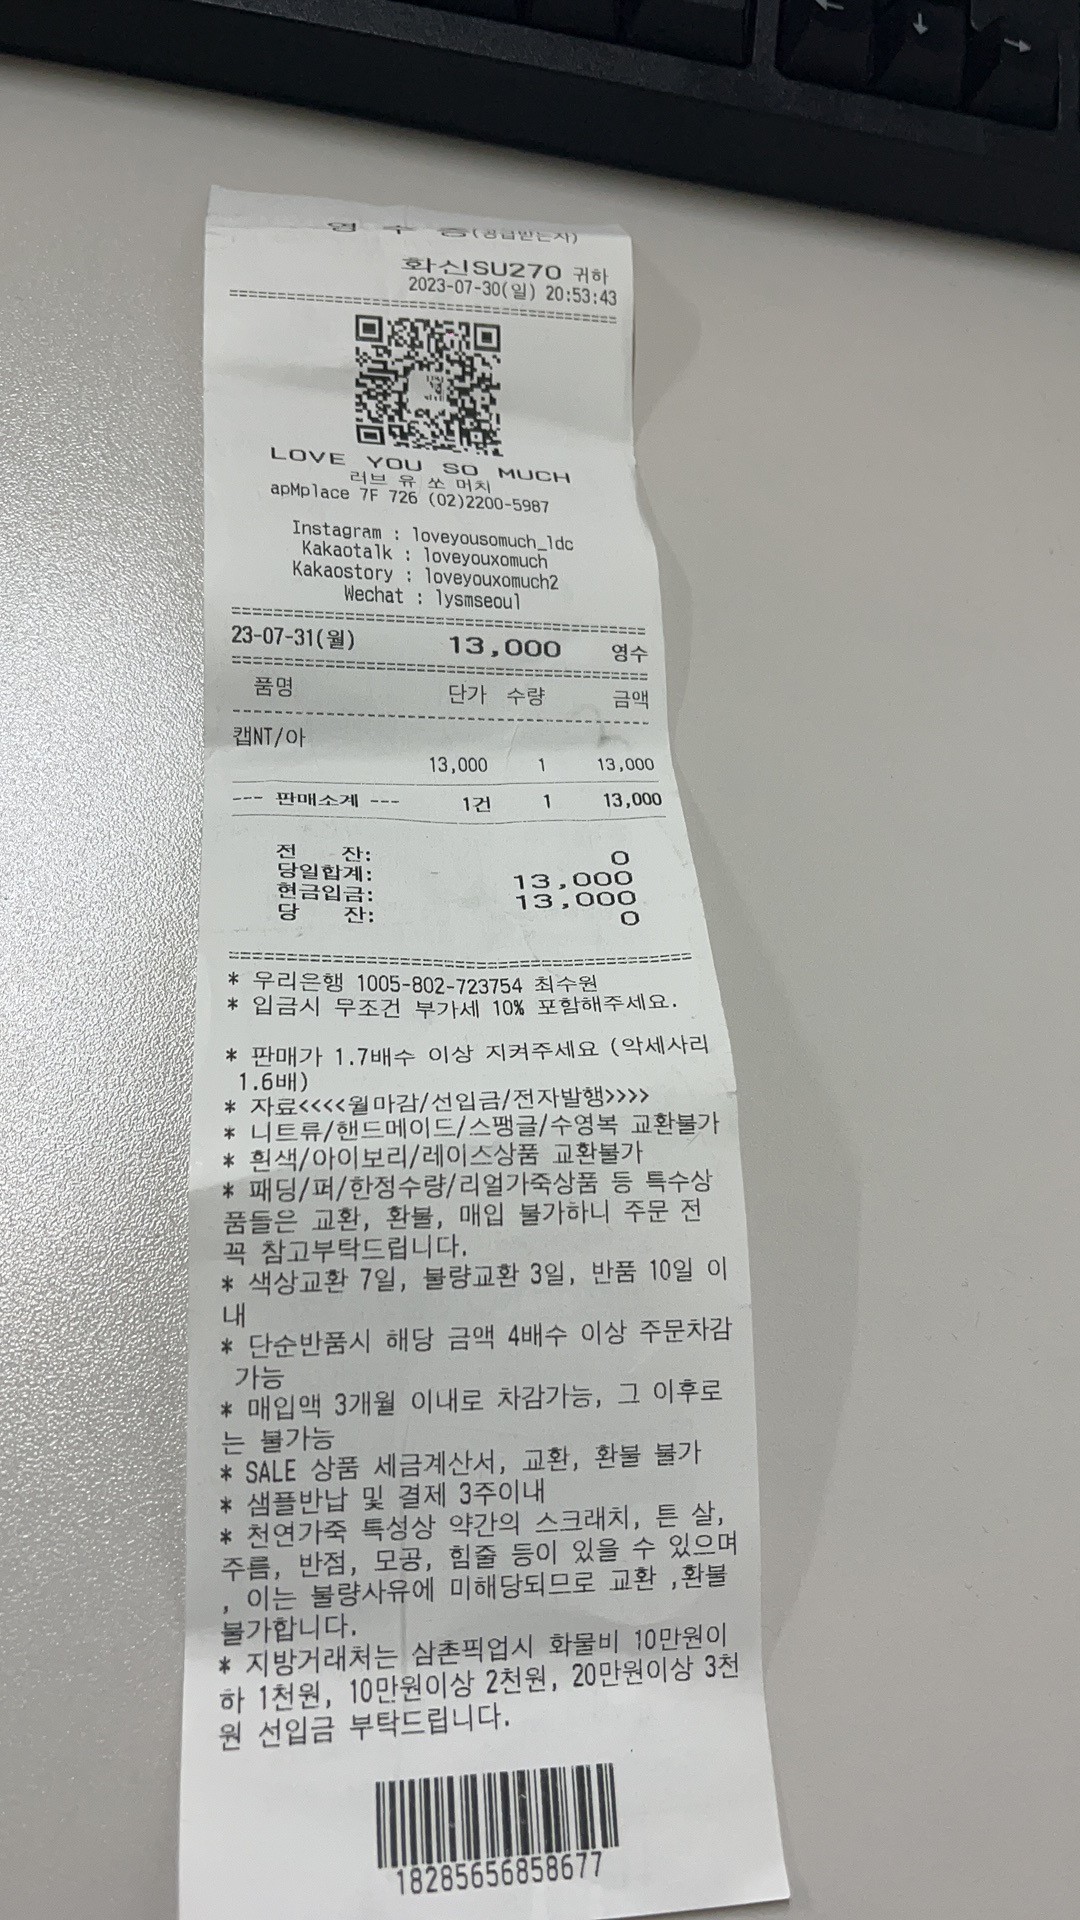 영 수 증(공급받는자)
화신SU270 귀하
2023-07-30(일) 20:53:43
LOVE YOU SO MUCH
러브 유 쏘 머치
apMplace 7F 726 (02)2200-5987
Instagram : loveyousomuch_ldc
Kakaotalk : loveyouxomuch
Kakaostory : loveyouxomuch2
Wechat : lysmseoul
23-07-31(월) 13,000 영수
품명 단가 수량 금액
캡NT/아
13,000 1 13,000
--- 판매소계 --- 1건 1 13,000
전 잔: 0
당일합계: 13,000
현금입금: 13,000
당 잔: 0
* 우리은행 1005-802-723754 최수원
* 입금시 무조건 부가세 10% 포함해주세요.
* 판매가 1.7배수 이상 지켜주세요 (악세사리
1.6배)
* 자료<<<<월마감/선입금/전자발행>>>>
* 니트류/핸드메이드/스팽글/수영복 교환불가
* 흰색/아이보리/레이스상품 교환불가
* 패딩/퍼/한정수량/리얼가죽상품 등 특수상
품들은 교환, 환불, 매입 불가하니 주문 전
꼭 참고부탁드립니다.
* 색상교환 7일, 불량교환 3일, 반품 10일 이
내
* 단순반품시 해당 금액 4배수 이상 주문차감
가능
* 매입액 3개월 이내로 차감가능, 그 이후로
는 불가능
* SALE 상품 세금계산서, 교환, 환불 불가
* 샘플반납 및 결제 3주이내
* 천연가죽 특성상 약간의 스크래치, 튼 살,
주름, 반점, 모공, 힘줄 등이 있을 수 있으며
, 이는 불량사유에 미해당되므로 교환 ,환불
불가합니다.
* 지방거래처는 삼촌픽업시 화물비 10만원이
하 1천원, 10만원이상 2천원, 20만원이상 3천
원 선입금 부탁드립니다.
18285656858677